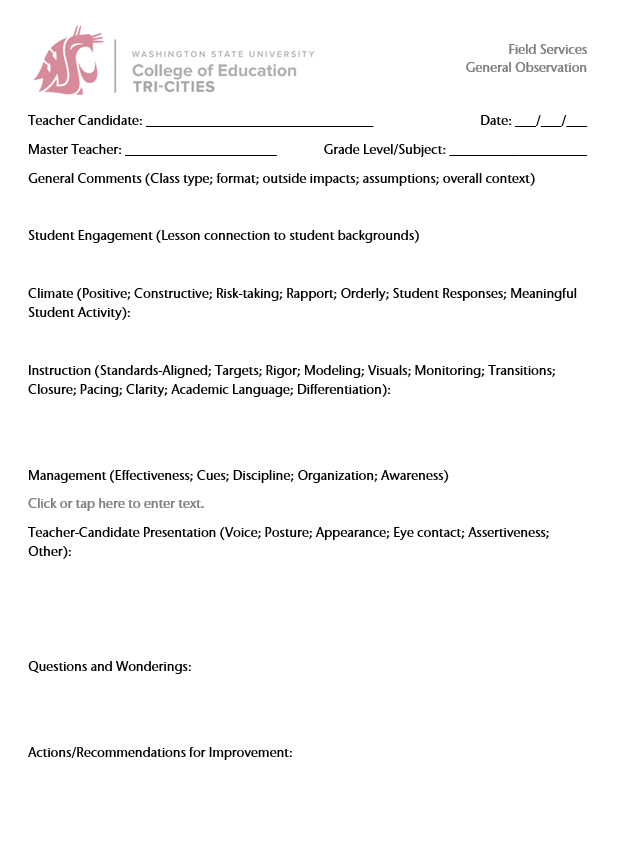 WASHINGTON STATE UNIVERSITY
College of Education
TRI-CITIES
Field Services
General Observation
Teacher Candidate: ________________________________ Date: ___/___/___
Master Teacher: _____________________ Grade Level/Subject: ___________________
General Comments (Class type; format; outside impacts; assumptions; overall context)
Student Engagement (Lesson connection to student backgrounds)
Climate (Positive; Constructive; Risk-taking; Rapport; Orderly; Student Responses; Meaningful
Student Activity):
Instruction (Standards-Aligned; Targets; Rigor; Modeling; Visuals; Monitoring; Transitions;
Closure; Pacing; Clarity; Academic Language; Differentiation):
Management (Effectiveness; Cues; Discipline; Organization; Awareness)
Click or tap here to enter text.
Teacher-Candidate Presentation (Voice; Posture; Appearance; Eye contact; Assertiveness;
Other):
Questions and Wonderings:
Actions/Recommendations for Improvement: